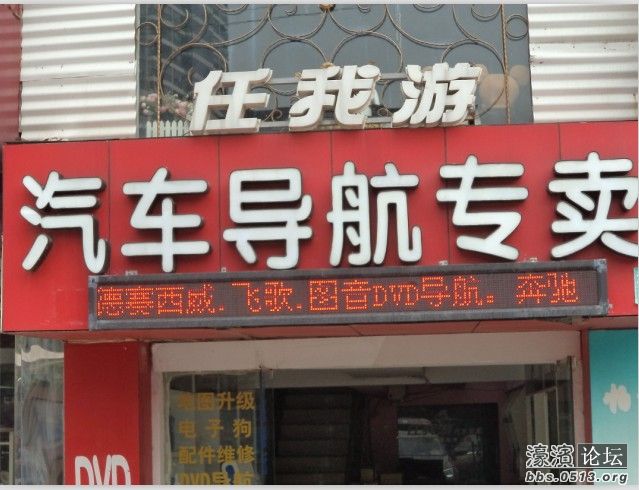 任我游
汽车导航专卖
德赛西威.飞歌.图音DVD导航。奔驰
地图升级
电子狗
配件维修
DVD导航
DVD
濠滨论坛
bbs.0513.org